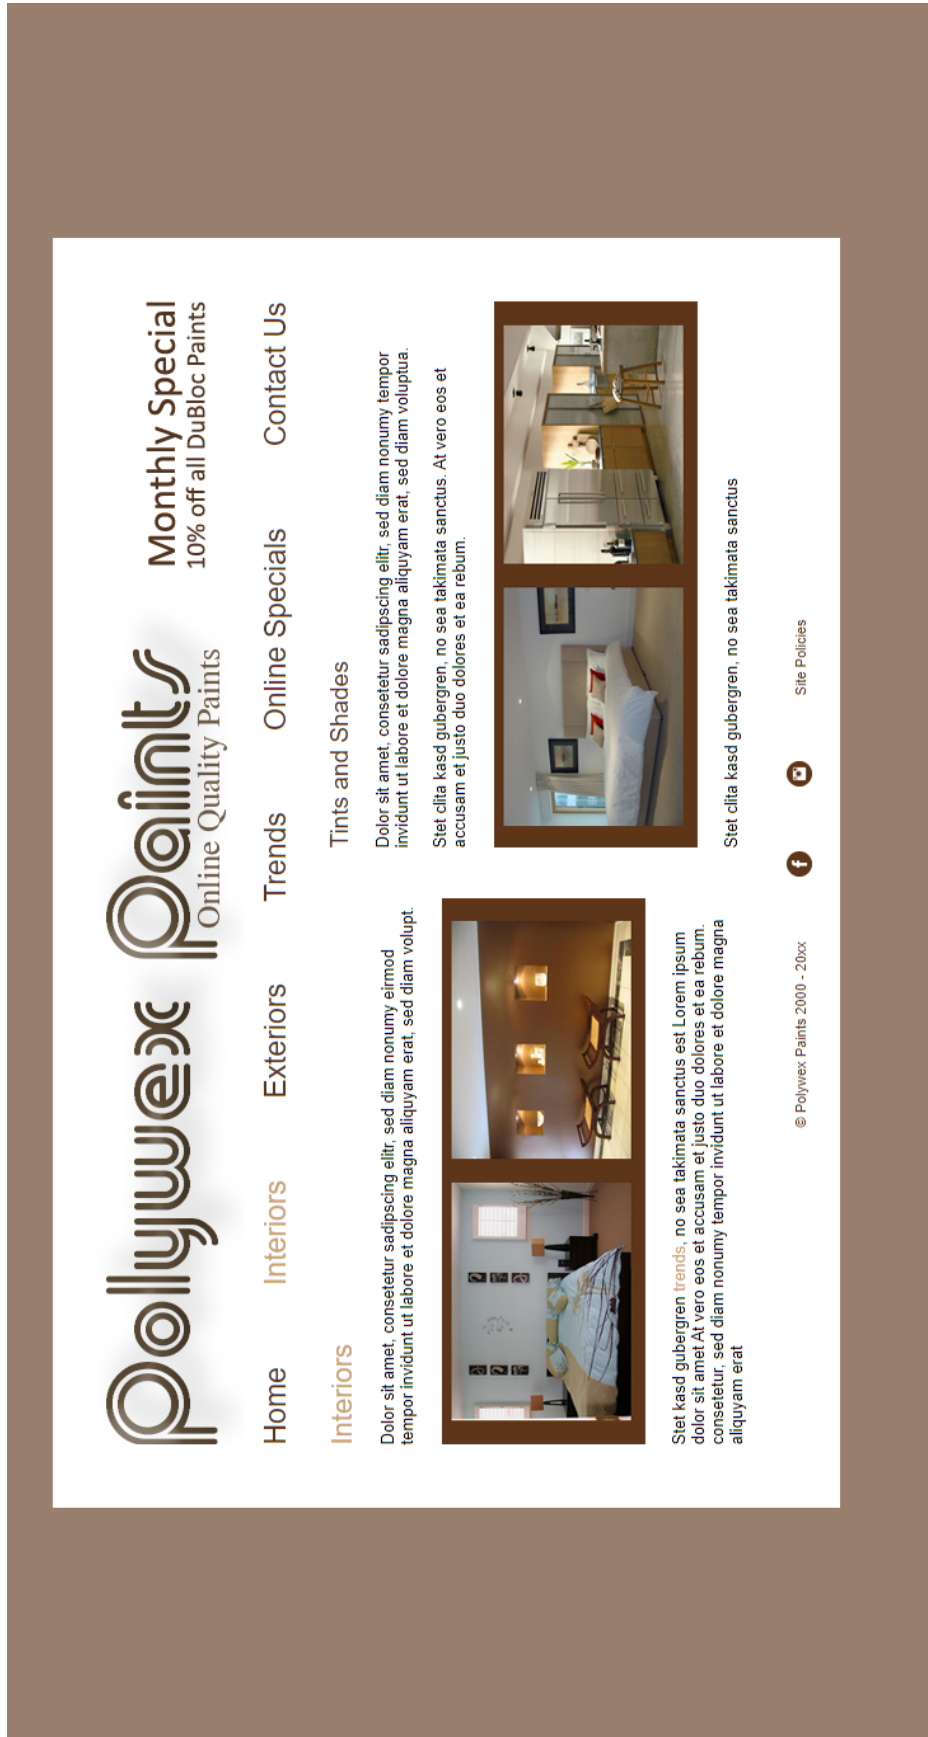 Pollywex Paints
Online Quality Paints
Monthly Special
10% off all DuBloc Paints
Home
Interiors
Exteriors
Trends
Online Specials
Contact Us
Interiors
Dolor sit amet, consetetur sadipscing elitr, sed diam nonumy eirmod
tempor invidunt ut labore et dolore magna aliquyam erat, sed diam volupt.
Stet kasd gubergren trends, no sea takimata sanctus est Lorem ipsum
dolor sit amet At vero eos et accusam et justo duo dolores et ea rebum.
consetetur, sed diam nonumy tempor invidunt ut labore et dolore magna
aliquyam erat
Tints and Shades
Dolor sit amet, consetetur sadipscing elitr, sed diam nonumy tempor
invidunt ut labore et dolore magna aliquyam erat, sed diam voluptua.
Stet clita kasd gubergren, no sea takimata sanctus. At vero eos et
accusam et justo duo dolores et ea rebum.
Stet clita kasd gubergren, no sea takimata sanctus
© Polywex Paints 2000 - 20xx
Site Policies